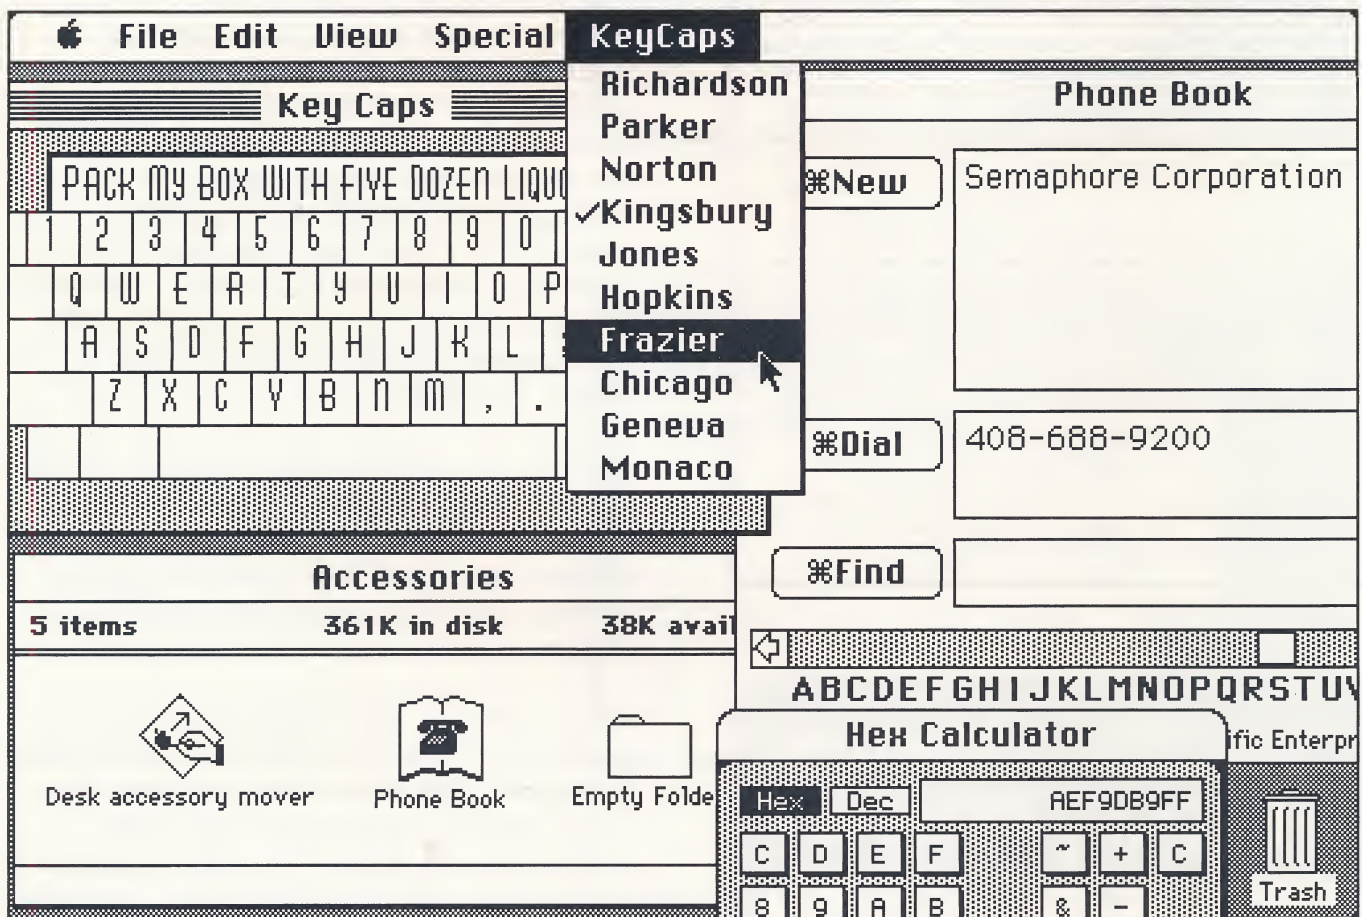 File Edit View Special KeyCaps
Key Caps
PACK MY BOX WITH FIVE DOZEN
1 2 3 4 5 6 7 8 9 0
Q W E R T Y U I O P
A S D F G H J K L
Z X C V B N M , .
Richardson
Parker
Norton
✓Kingsbury
Jones
Hopkins
Frazier
Chicago
Geneva
Monaco
Phone Book
⌘New
Semaphore Corporation
⌘Dial
408-688-9200
⌘Find
ABCDEFGHIJKLMNOPQRSTUV
Accessories
5 items 361K in disk 38K avail
Desk accessory mover Phone Book Empty Folde
Hex Calculator
Hex Dec AEF9DB9FF
C D E F ~ + C
8 9 A B & -
ific Enterpr
Trash